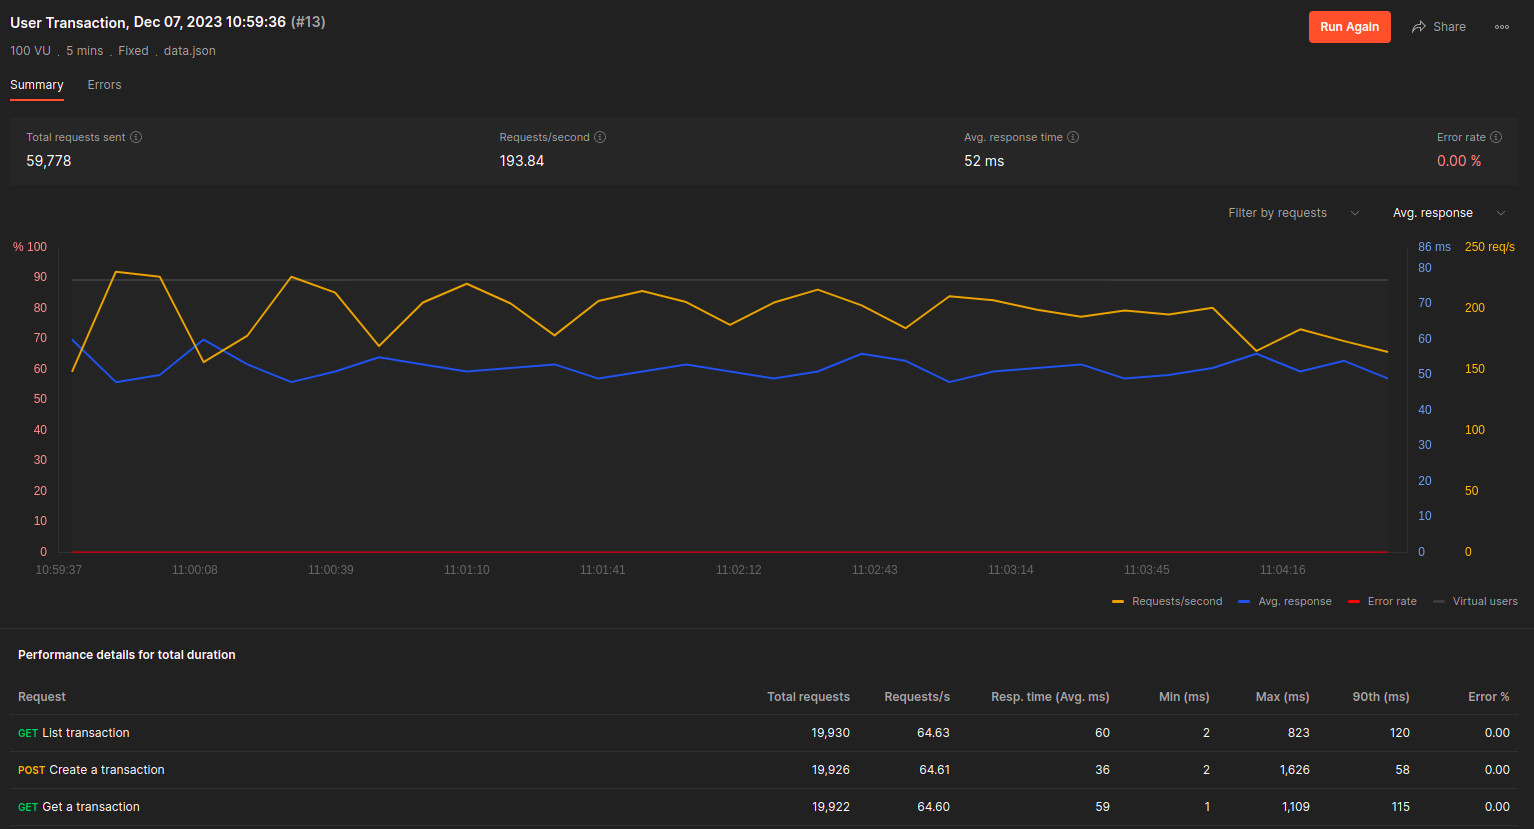 User Transaction, Dec 07, 2023 10:59:36 (#13)
Run Again
Share
100 VU . 5 mins . Fixed . data.json
Summary
Errors
Total requests sent
Requests/second
Avg. response time
Error rate
59,778
193.84
52 ms
0.00 %
Filter by requests
Avg. response
% 100
90
80
70
60
50
40
30
20
10
0
86 ms
80
70
60
50
40
30
20
10
0
250 req/s
200
150
100
50
0
10:59:37
11:00:08
11:00:39
11:01:10
11:01:41
11:02:12
11:02:43
11:03:14
11:03:45
11:04:16
Requests/second
Avg. response
Error rate
Virtual users
Performance details for total duration
Request Total requests Requests/s Resp. time (Avg. ms) Min (ms) Max (ms) 90th (ms) Error %
GET List transaction 19,930 64.63 60 2 823 120 0.00
POST Create a transaction 19,926 64.61 36 2 1,626 58 0.00
GET Get a transaction 19,922 64.60 59 1 1,109 115 0.00